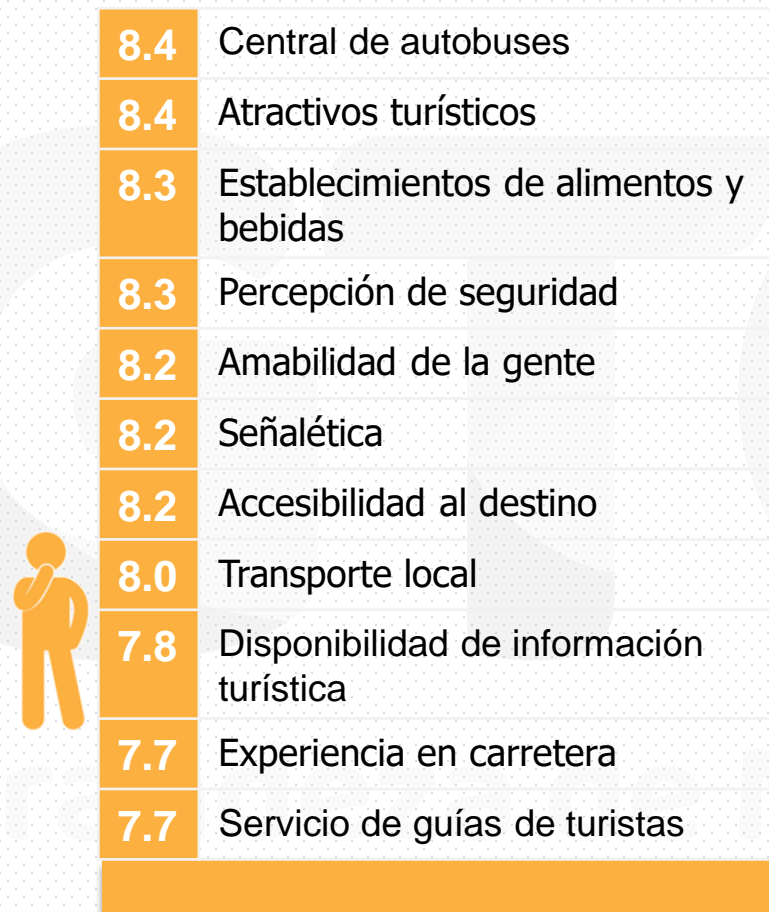 8.4 Central de autobuses
8.4 Atractivos turísticos
8.3 Establecimientos de alimentos y
bebidas
8.3 Percepción de seguridad
8.2 Amabilidad de la gente
8.2 Señalética
8.2 Accesibilidad al destino
8.0 Transporte local
7.8 Disponibilidad de información
turística
7.7 Experiencia en carretera
7.7 Servicio de guías de turistas